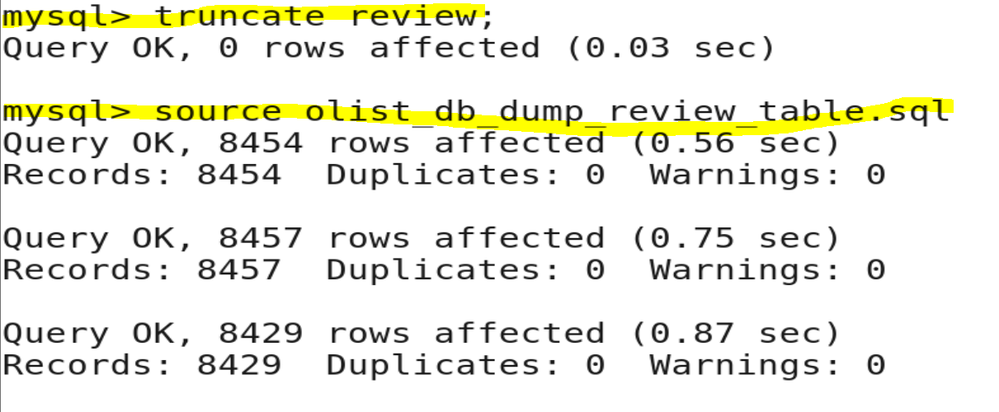 mysql> truncate review;
Query OK, 0 rows affected (0.03 sec)
mysql> source olist_db_dump_review_table.sql
Query OK, 8454 rows affected (0.56 sec)
Records: 8454  Duplicates: 0  Warnings: 0
Query OK, 8457 rows affected (0.75 sec)
Records: 8457  Duplicates: 0  Warnings: 0
Query OK, 8429 rows affected (0.87 sec)
Records: 8429  Duplicates: 0  Warnings: 0